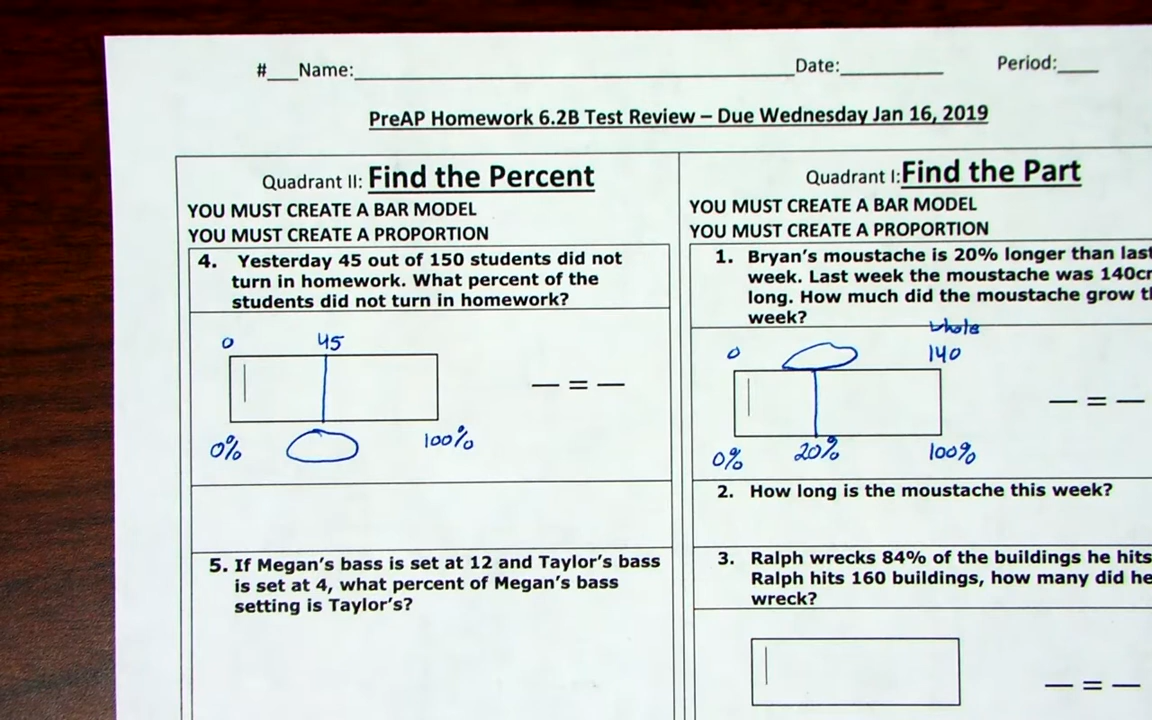 #___Name:____________________Date:__________ Period:____
PreAP Homework 6.2B Test Review – Due Wednesday Jan 16, 2019
Quadrant II: Find the Percent
YOU MUST CREATE A BAR MODEL
YOU MUST CREATE A PROPORTION
4. Yesterday 45 out of 150 students did not
turn in homework. What percent of the
students did not turn in homework?
0 45
— = —
0% 100%
5. If Megan's bass is set at 12 and Taylor's bass
is set at 4, what percent of Megan's bass
setting is Taylor's?
Quadrant I: Find the Part
YOU MUST CREATE A BAR MODEL
YOU MUST CREATE A PROPORTION
1. Bryan's moustache is 20% longer than last
week. Last week the moustache was 140c
long. How much did the moustache grow t
week?
whole
0 140
— = —
0% 20% 100%
2. How long is the moustache this week?
3. Ralph wrecks 84% of the buildings he hits
Ralph hits 160 buildings, how many did he
wreck?
— = —